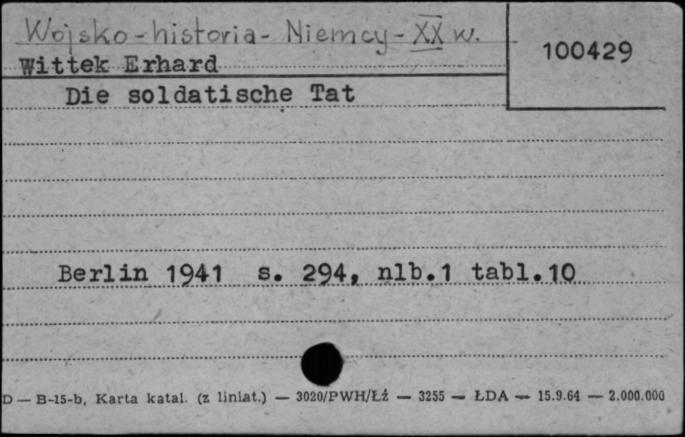 Wojsko - historia - Niemcy - XX w.
100429
Wittek Erhard
Die soldatische Tat
Berlin 1941 s. 294, nlb.1 tabl.10
D — B-15-b, Karta katal. (z liniat.) — 3020/PWH/Łź — 3255 — ŁDA — 15.9.64 — 2.000.000